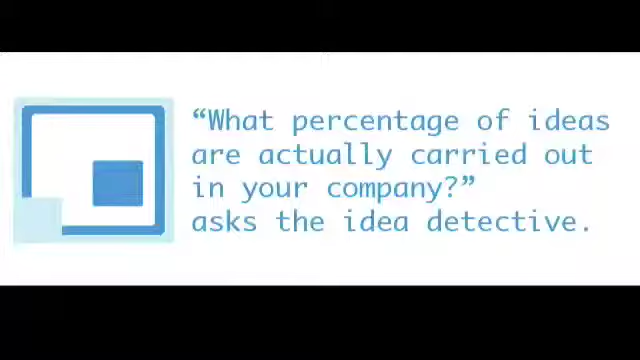 “What percentage of ideas
are actually carried out
in your company?”
asks the idea detective.